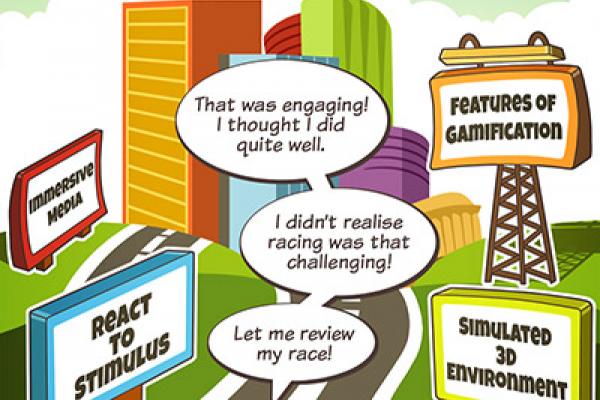 That was engaging!
I thought I did
quite well.
FEATURES OF
GAMIFICATION
IMMERSIVE
MEDIA
I didn't realise
racing was that
challenging!
REACT
TO
STIMULUS
Let me review
my race!
SIMULATED
3D
ENVIRONMENT